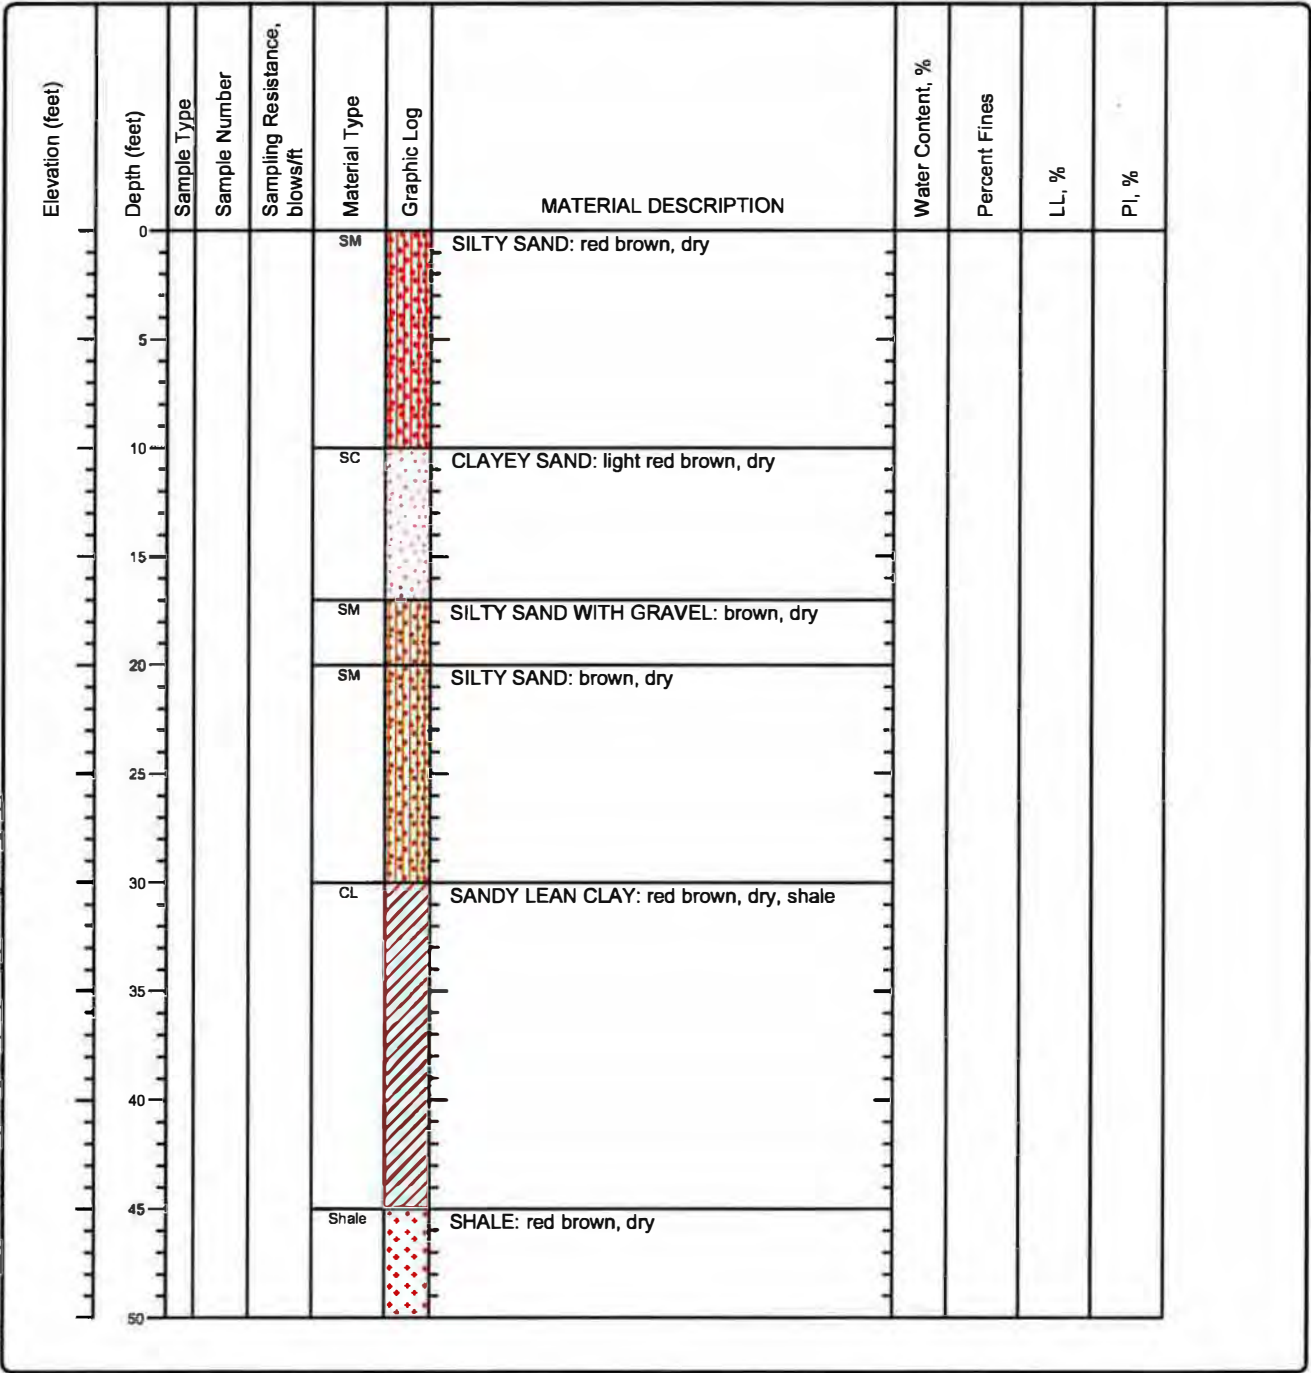 Elevation (feet)
Depth (feet)
Sample Type
Sample Number
Sampling Resistance,
blows/ft
Material Type
Graphic Log
MATERIAL DESCRIPTION
Water Content, %
Percent Fines
LL, %
PI, %
0
SM
SILTY SAND: red brown, dry
5
10
SC
CLAYEY SAND: light red brown, dry
15
SM
SILTY SAND WITH GRAVEL: brown, dry
20
SM
SILTY SAND: brown, dry
25
30
CL
SANDY LEAN CLAY: red brown, dry, shale
35
40
45
Shale
SHALE: red brown, dry
50